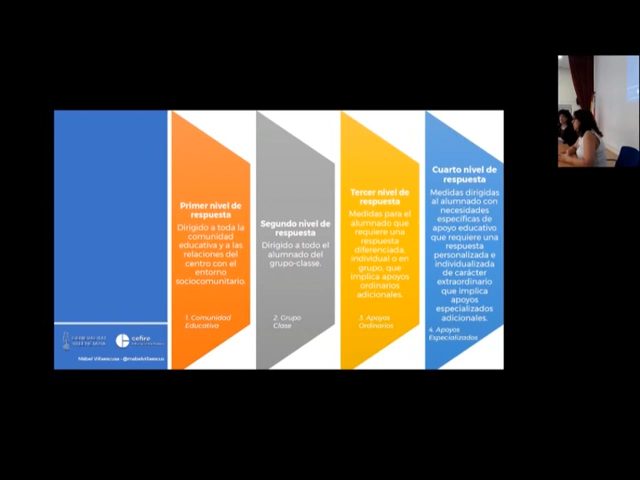 Primer nivel de
respuesta
Dirigido a toda la
comunidad
educativa y a las
relaciones del
centro con el
entorno
sociocomunitario.
1. Comunidad
Educativa
Segundo nivel de
respuesta
Dirigido a todo el
alumnado del
grupo-clase.
2. Grupo
Clase
Tercer nivel de
respuesta
Medidas para el
alumnado que
requiere una
respuesta
diferenciada,
individual o en
grupo, que
implica apoyos
ordinarios
adicionales.
3. Apoyos
Ordinarios
Cuarto nivel de
respuesta
Medidas dirigidas
al alumnado con
necesidades
específicas de
apoyo educativo
que requiere una
respuesta
personalizada e
individualizada
de carácter
extraordinario
que implica
apoyos
especializados
adicionales.
4. Apoyos
Especializados
GENERALITAT
VALENCIANA
cefire